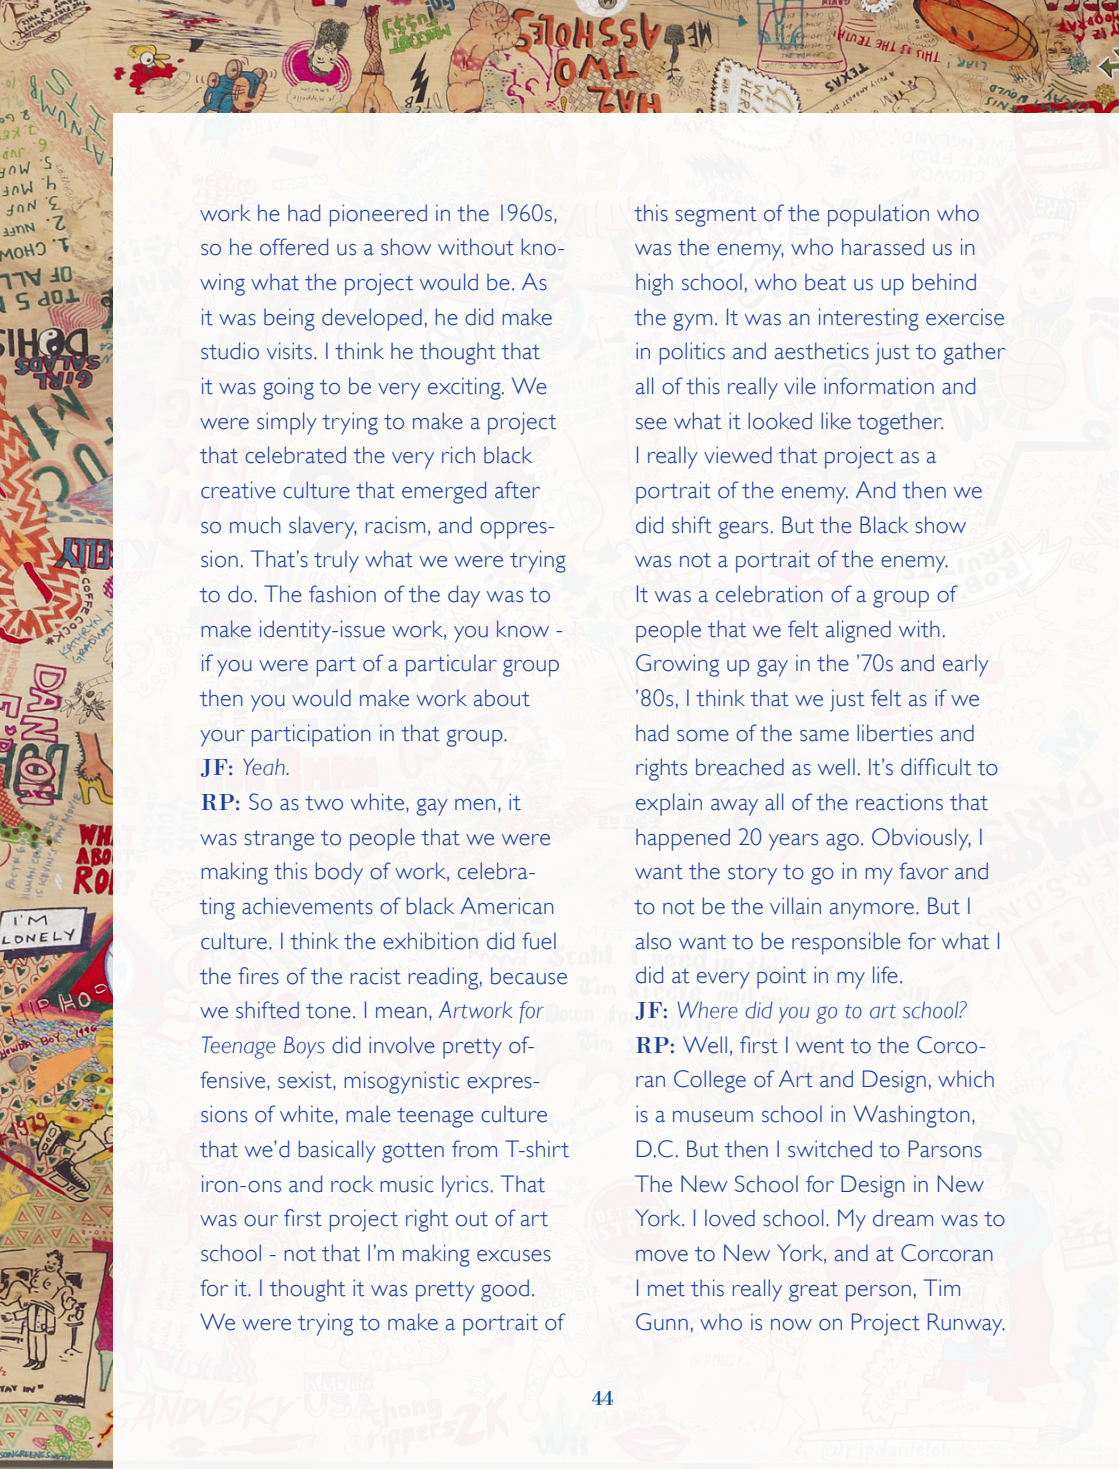 ASSHOLES
TWO
HAZ
TEXAS
THIS IS THE TRUTH
LIAR!
TOP 5
OF ALL
SALADS
GIRL
KELLY
WHAT
ABO
RO
I'M
LONELY
HIP HO
work he had pioneered in the 1960s,
so he offered us a show without kno-
wing what the project would be. As
it was being developed, he did make
studio visits. I think he thought that
it was going to be very exciting. We
were simply trying to make a project
that celebrated the very rich black
creative culture that emerged after
so much slavery, racism, and oppres-
sion. That's truly what we were trying
to do. The fashion of the day was to
make identity-issue work, you know -
if you were part of a particular group
then you would make work about
your participation in that group.
JF: Yeah.
RP: So as two white, gay men, it
was strange to people that we were
making this body of work, celebra-
ting achievements of black American
culture. I think the exhibition did fuel
the fires of the racist reading, because
we shifted tone. I mean, Artwork for
Teenage Boys did involve pretty of-
fensive, sexist, misogynistic expres-
sions of white, male teenage culture
that we'd basically gotten from T-shirt
iron-ons and rock music lyrics. That
was our first project right out of art
school - not that I'm making excuses
for it. I thought it was pretty good.
We were trying to make a portrait of
this segment of the population who
was the enemy, who harassed us in
high school, who beat us up behind
the gym. It was an interesting exercise
in politics and aesthetics just to gather
all of this really vile information and
see what it looked like together.
I really viewed that project as a
portrait of the enemy. And then we
did shift gears. But the Black show
was not a portrait of the enemy.
It was a celebration of a group of
people that we felt aligned with.
Growing up gay in the '70s and early
'80s, I think that we just felt as if we
had some of the same liberties and
rights breached as well. It's difficult to
explain away all of the reactions that
happened 20 years ago. Obviously, I
want the story to go in my favor and
to not be the villain anymore. But I
also want to be responsible for what I
did at every point in my life.
JF: Where did you go to art school?
RP: Well, first I went to the Corco-
ran College of Art and Design, which
is a museum school in Washington,
D.C. But then I switched to Parsons
The New School for Design in New
York. I loved school. My dream was to
move to New York, and at Corcoran
I met this really great person, Tim
Gunn, who is now on Project Runway.
44